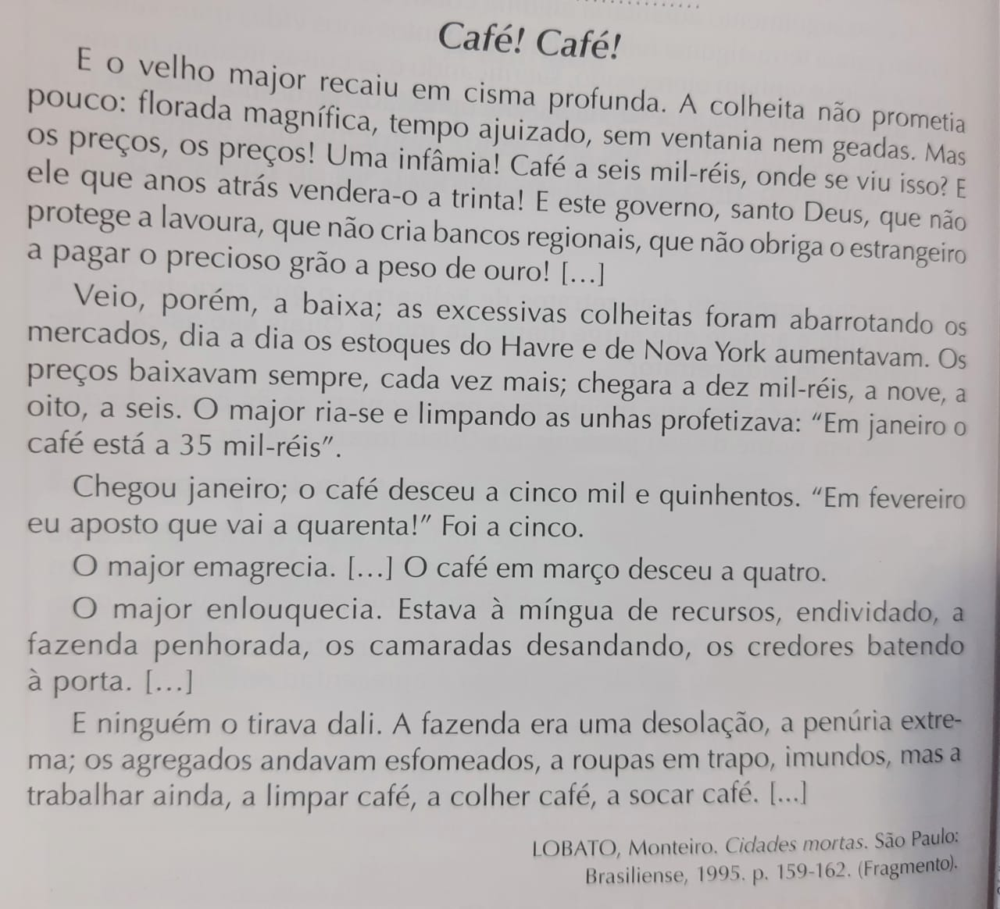 Café! Café!
E o velho major recaiu em cisma profunda. A colheita não prometia
pouco: florada magnífica, tempo ajuizado, sem ventania nem geadas. Mas
os preços, os preços! Uma infâmia! Café a seis mil-réis, onde se viu isso? E
ele que anos atrás vendera-o a trinta! E este governo, santo Deus, que não
protege a lavoura, que não cria bancos regionais, que não obriga o estrangeiro
a pagar o precioso grão a peso de ouro! [...]
Veio, porém, a baixa; as excessivas colheitas foram abarrotando os
mercados, dia a dia os estoques do Havre e de Nova York aumentavam. Os
preços baixavam sempre, cada vez mais; chegara a dez mil-réis, a nove, a
oito, a seis. O major ria-se e limpando as unhas profetizava: “Em janeiro o
café está a 35 mil-réis”.
Chegou janeiro; o café desceu a cinco mil e quinhentos. “Em fevereiro
eu aposto que vai a quarenta!” Foi a cinco.
O major emagrecia. [...] O café em março desceu a quatro.
O major enlouquecia. Estava à míngua de recursos, endividado, a
fazenda penhorada, os camaradas desandando, os credores batendo
à porta. [...]
E ninguém o tirava dali. A fazenda era uma desolação, a penúria extre-
ma; os agregados andavam esfomeados, a roupas em trapo, imundos, mas a
trabalhar ainda, a limpar café, a colher café, a socar café. [...]
LOBATO, Monteiro. Cidades mortas. São Paulo:
Brasiliense, 1995. p. 159-162. (Fragmento).